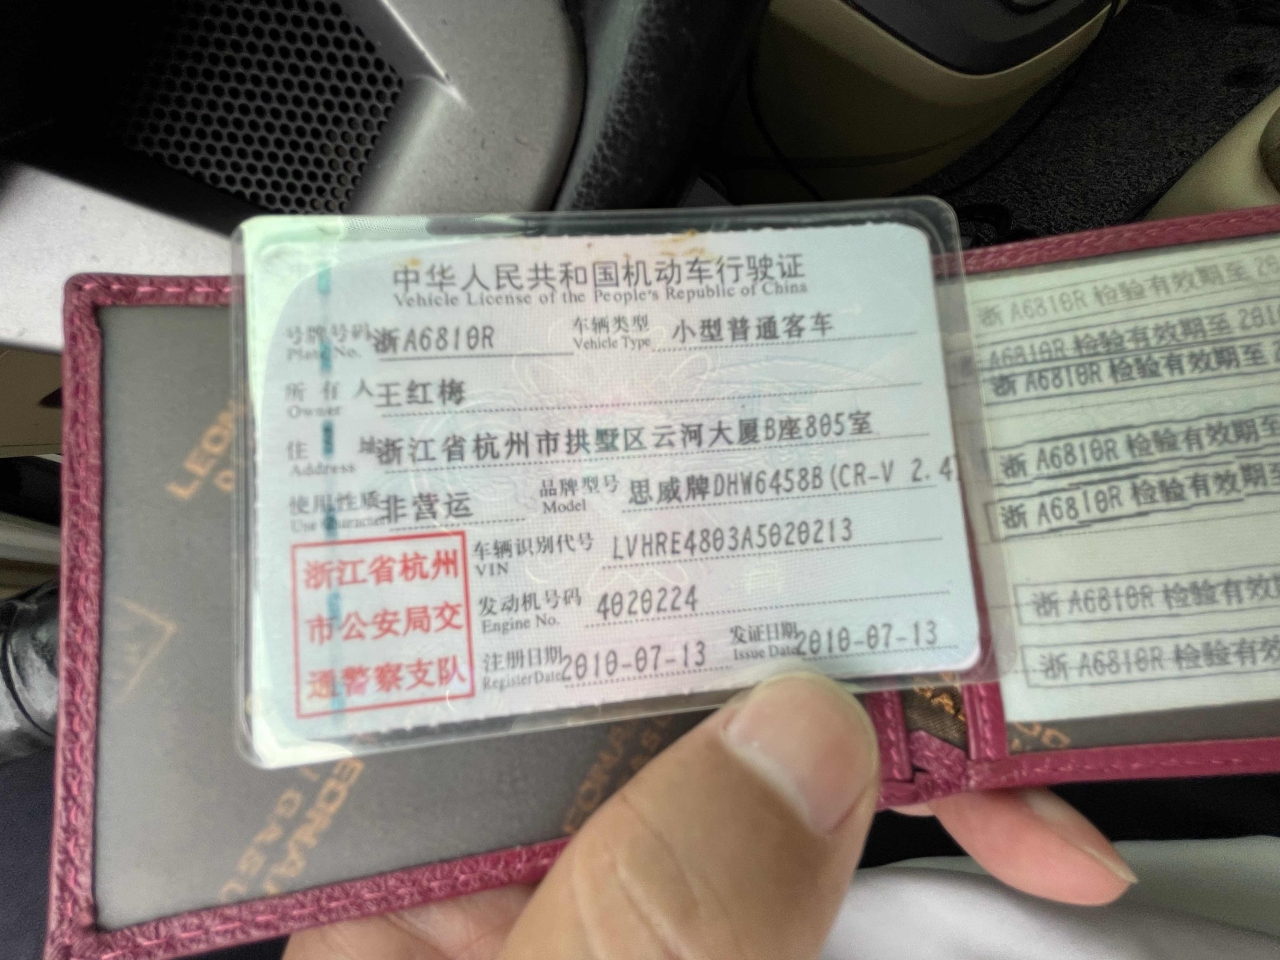 中华人民共和国机动车行驶证
Vehicle License of the People's Republic of China
号牌号码 浙A6810R 车辆类型 小型普通客车
Plate No. Vehicle Type
所有人 王红梅
Owner
住址 浙江省杭州市拱墅区云河大厦B座805室
Address
使用性质 非营运 品牌型号 思威牌DHW6458B(CR-V 2.4
Use Character Model
浙江省杭州
市公安局交
通警察支队
车辆识别代号 LVHRE4803A5020213
VIN
发动机号码 4020224
Engine No.
注册日期 2010-07-13 发证日期 2010-07-13
Register Date Issue Date
浙A6810R 检验有效期至 20
A6810R 检验有效期至 201
浙A6810R 检验有效期至
浙A6810R 检验有效期至
浙A6810R 检验有效期至
浙A6810R 检验有效期
浙A6810R 检验有效